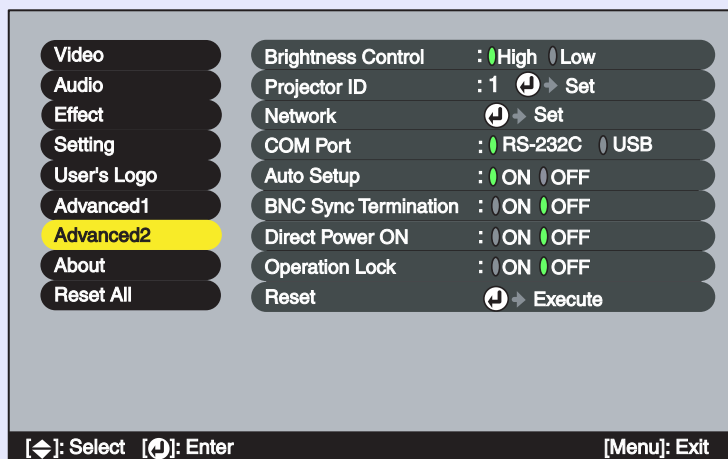 Video
Audio
Effect
Setting
User's Logo
Advanced1
Advanced2
About
Reset All
Brightness Control : High Low
Projector ID : 1 Set
Network Set
COM Port : RS-232C USB
Auto Setup : ON OFF
BNC Sync Termination : ON OFF
Direct Power ON : ON OFF
Operation Lock : ON OFF
Reset Execute
[ ]: Select [ ]: Enter [Menu]: Exit